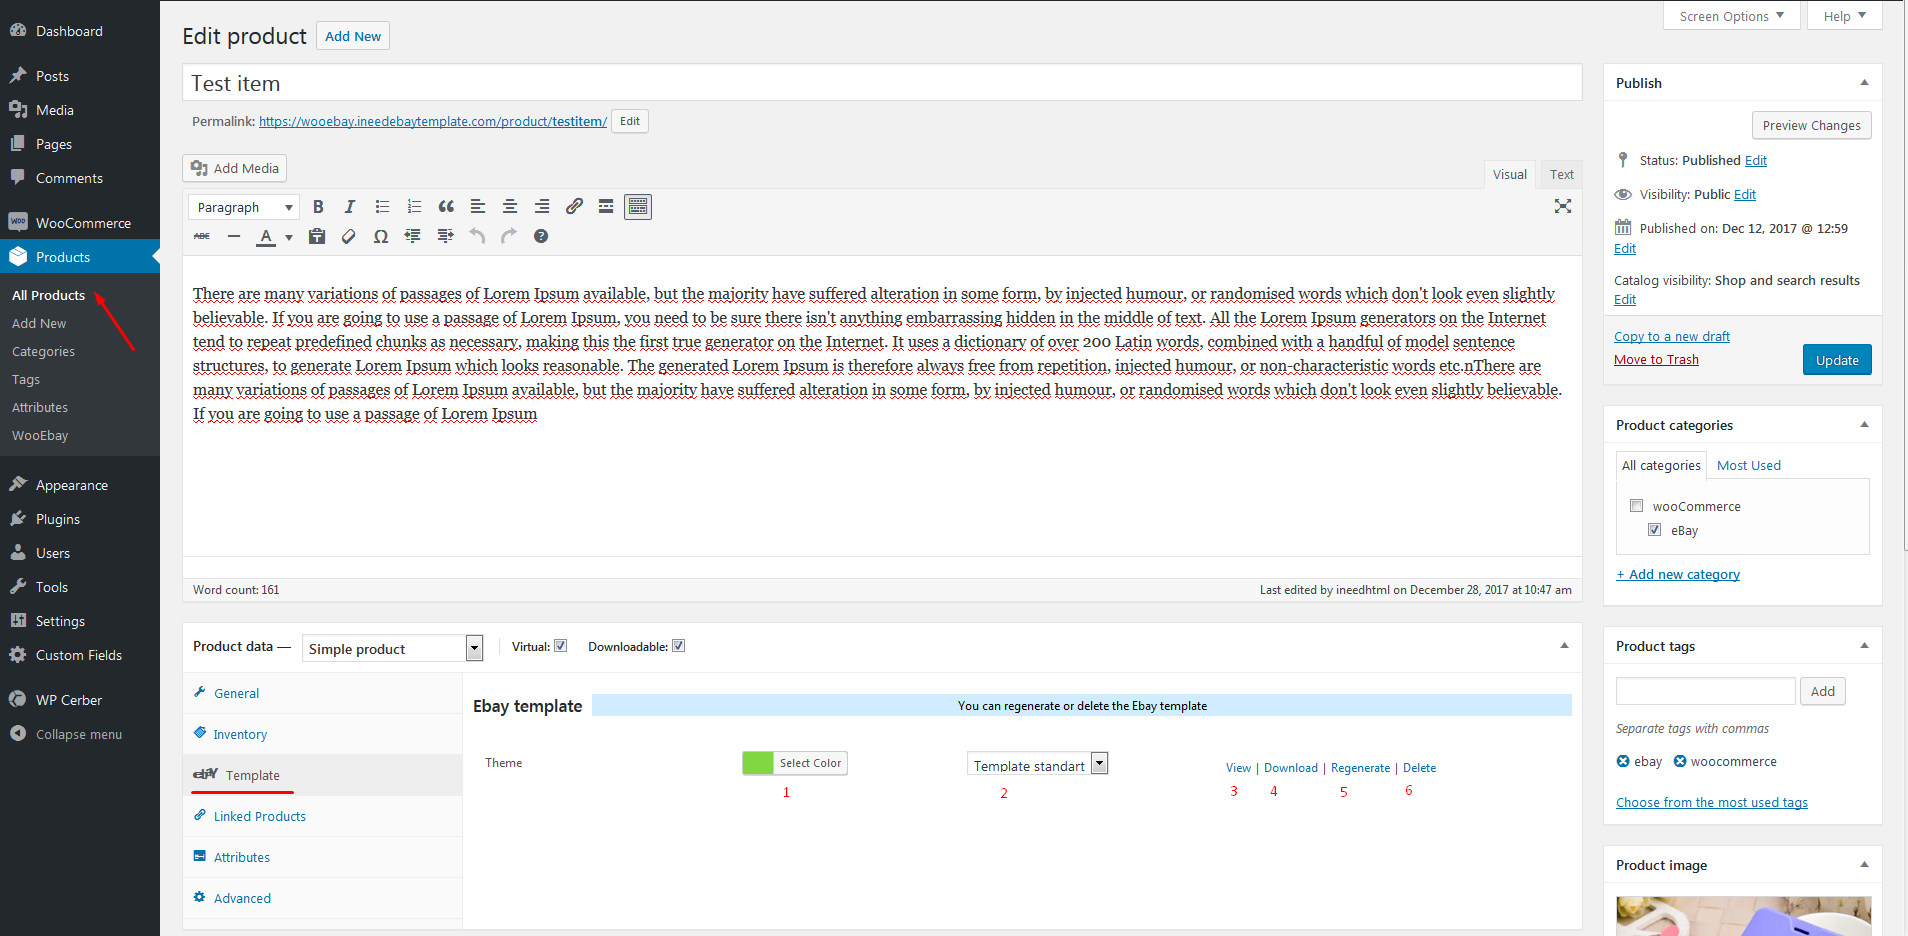 Dashboard
Posts
Media
Pages
Comments
WOO
WooCommerce
Products
All Products
Add New
Categories
Tags
Attributes
WooEbay
Appearance
Plugins
Users
Tools
Settings
Custom Fields
WP Cerber
Collapse menu
Screen Options
Help
Edit product
Add New
Test item
Permalink: https://wooebay.ineedebaytemplate.com/product/testitem/ Edit
Add Media
Visual
Text
Paragraph
B I
ABC A Ω
There are many variations of passages of Lorem Ipsum available, but the majority have suffered alteration in some form, by injected humour, or randomised words which don't look even slightly
believable. If you are going to use a passage of Lorem Ipsum, you need to be sure there isn't anything embarrassing hidden in the middle of text. All the Lorem Ipsum generators on the Internet
tend to repeat predefined chunks as necessary, making this the first true generator on the Internet. It uses a dictionary of over 200 Latin words, combined with a handful of model sentence
structures, to generate Lorem Ipsum which looks reasonable. The generated Lorem Ipsum is therefore always free from repetition, injected humour, or non-characteristic words etc.nThere are
many variations of passages of Lorem Ipsum available, but the majority have suffered alteration in some form, by injected humour, or randomised words which don't look even slightly believable.
If you are going to use a passage of Lorem Ipsum
Word count: 161
Last edited by ineedhtml on December 28, 2017 at 10:47 am
Product data —
Simple product
Virtual:
Downloadable:
General
Inventory
ebay Template
Linked Products
Attributes
Advanced
Ebay template
You can regenerate or delete the Ebay template
Theme
Select Color
Template standart
View | Download | Regenerate | Delete
1 2 3 4 5 6
Publish
Preview Changes
Status: Published Edit
Visibility: Public Edit
Published on: Dec 12, 2017 @ 12:59
Edit
Catalog visibility: Shop and search results
Edit
Copy to a new draft
Move to Trash
Update
Product categories
All categories
Most Used
wooCommerce
eBay
+ Add new category
Product tags
Add
Separate tags with commas
ebay
woocommerce
Choose from the most used tags
Product image